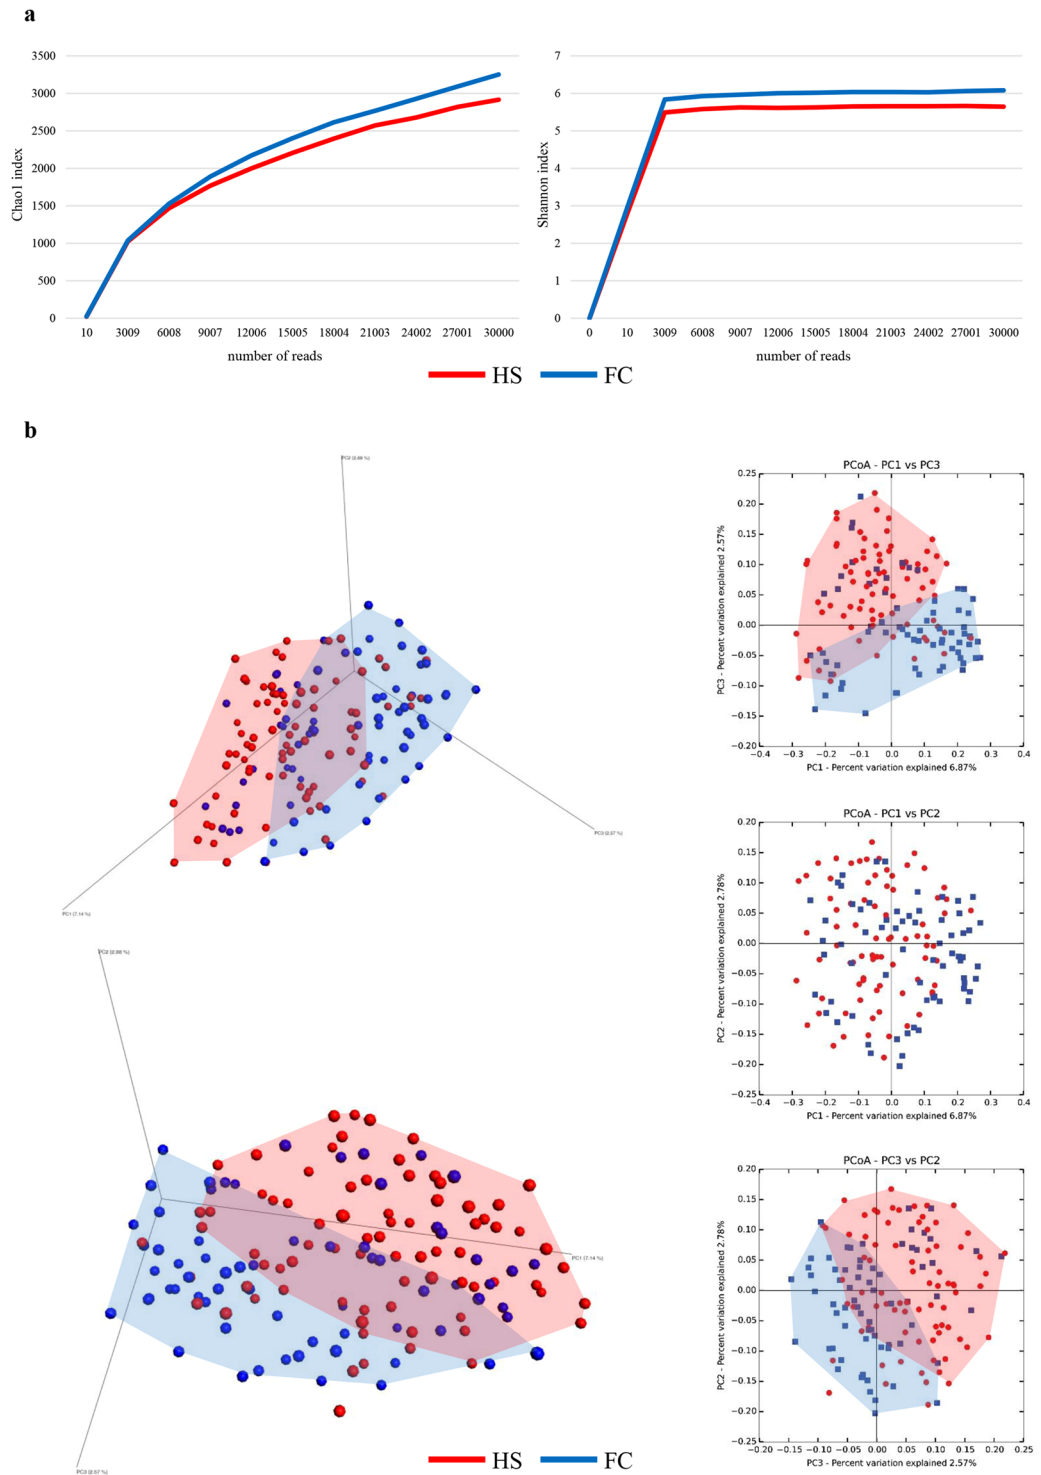 a
3500
3000
2500
2000
1500
1000
500
0
Chao1 index
10 3009 6008 9007 12006 15005 18004 21003 24002 27001 30000
number of reads
7
6
5
4
3
2
1
0
Shannon index
0 10 3009 6008 9007 12006 15005 18004 21003 24002 27001 30000
number of reads
HS FC
b
PC1 (7.14 %)
PCoA - PC1 vs PC3
0.25
0.20
0.15
0.10
0.05
0.00
−0.05
−0.10
−0.15
−0.20
PC3 - Percent variation explained 2.57%
−0.4 −0.3 −0.2 −0.1 0.0 0.1 0.2 0.3 0.4
PC1 - Percent variation explained 6.87%
PCoA - PC1 vs PC2
0.20
0.15
0.10
0.05
0.00
−0.05
−0.10
−0.15
−0.20
−0.25
PC2 - Percent variation explained 2.78%
−0.4 −0.3 −0.2 −0.1 0.0 0.1 0.2 0.3 0.4
PC1 - Percent variation explained 6.87%
PC1 (7.14 %)
PCoA - PC3 vs PC2
0.20
0.15
0.10
0.05
0.00
−0.05
−0.10
−0.15
−0.20
−0.25
PC2 - Percent variation explained 2.78%
−0.20 −0.15 −0.10 −0.05 0.00 0.05 0.10 0.15 0.20 0.25
PC3 - Percent variation explained 2.57%
HS FC